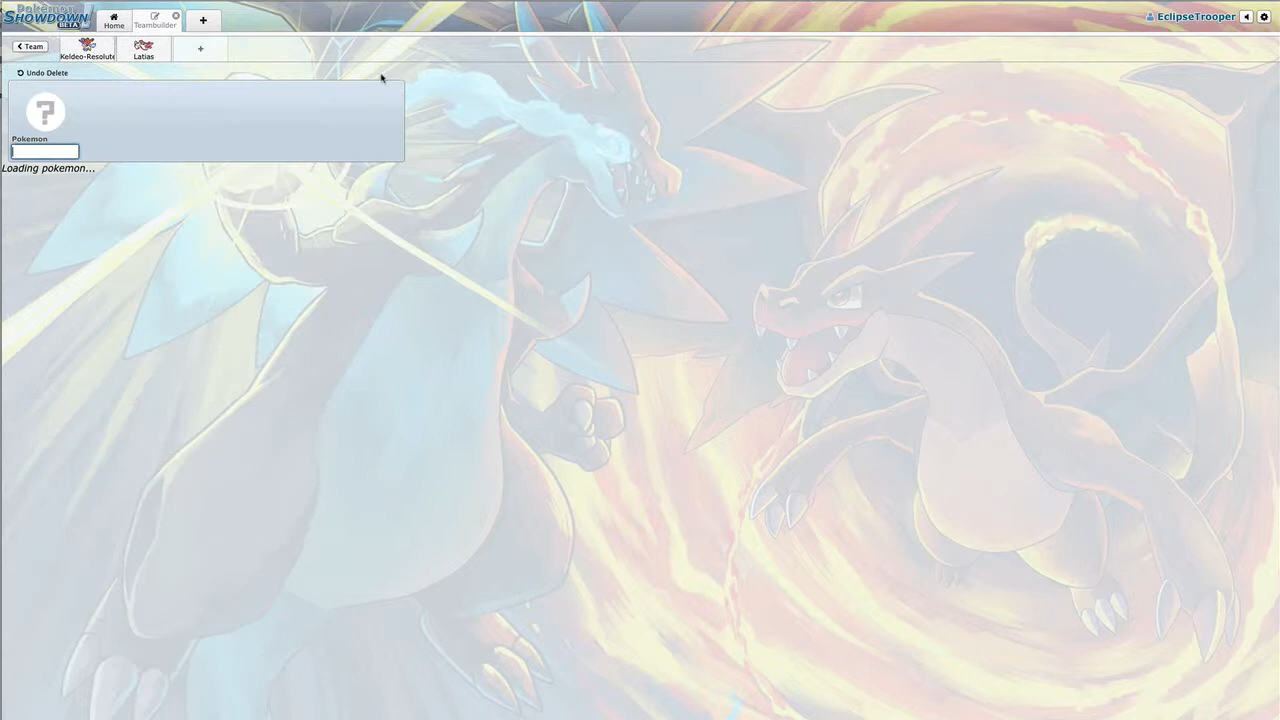 Pokémon
SHOWDOWN
BETA
Home
Teambuilder
+
EclipseTrooper
Team
Keldeo-Resolute
Latias
+
Undo Delete
?
Pokemon
Loading pokemon...